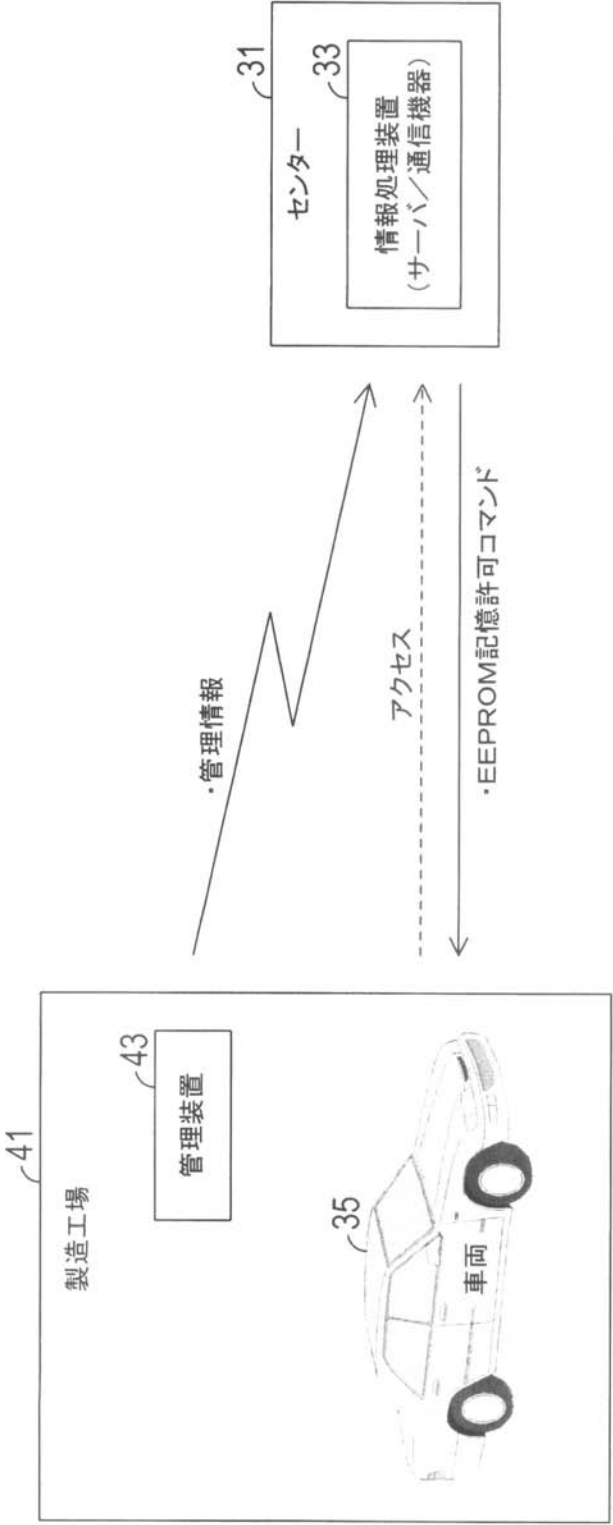 41
製造工場
43
管理装置
35
車両
・管理情報
アクセス
・EEPROM記憶許可コマンド
31
センター
33
情報処理装置
(サーバ/通信機器)